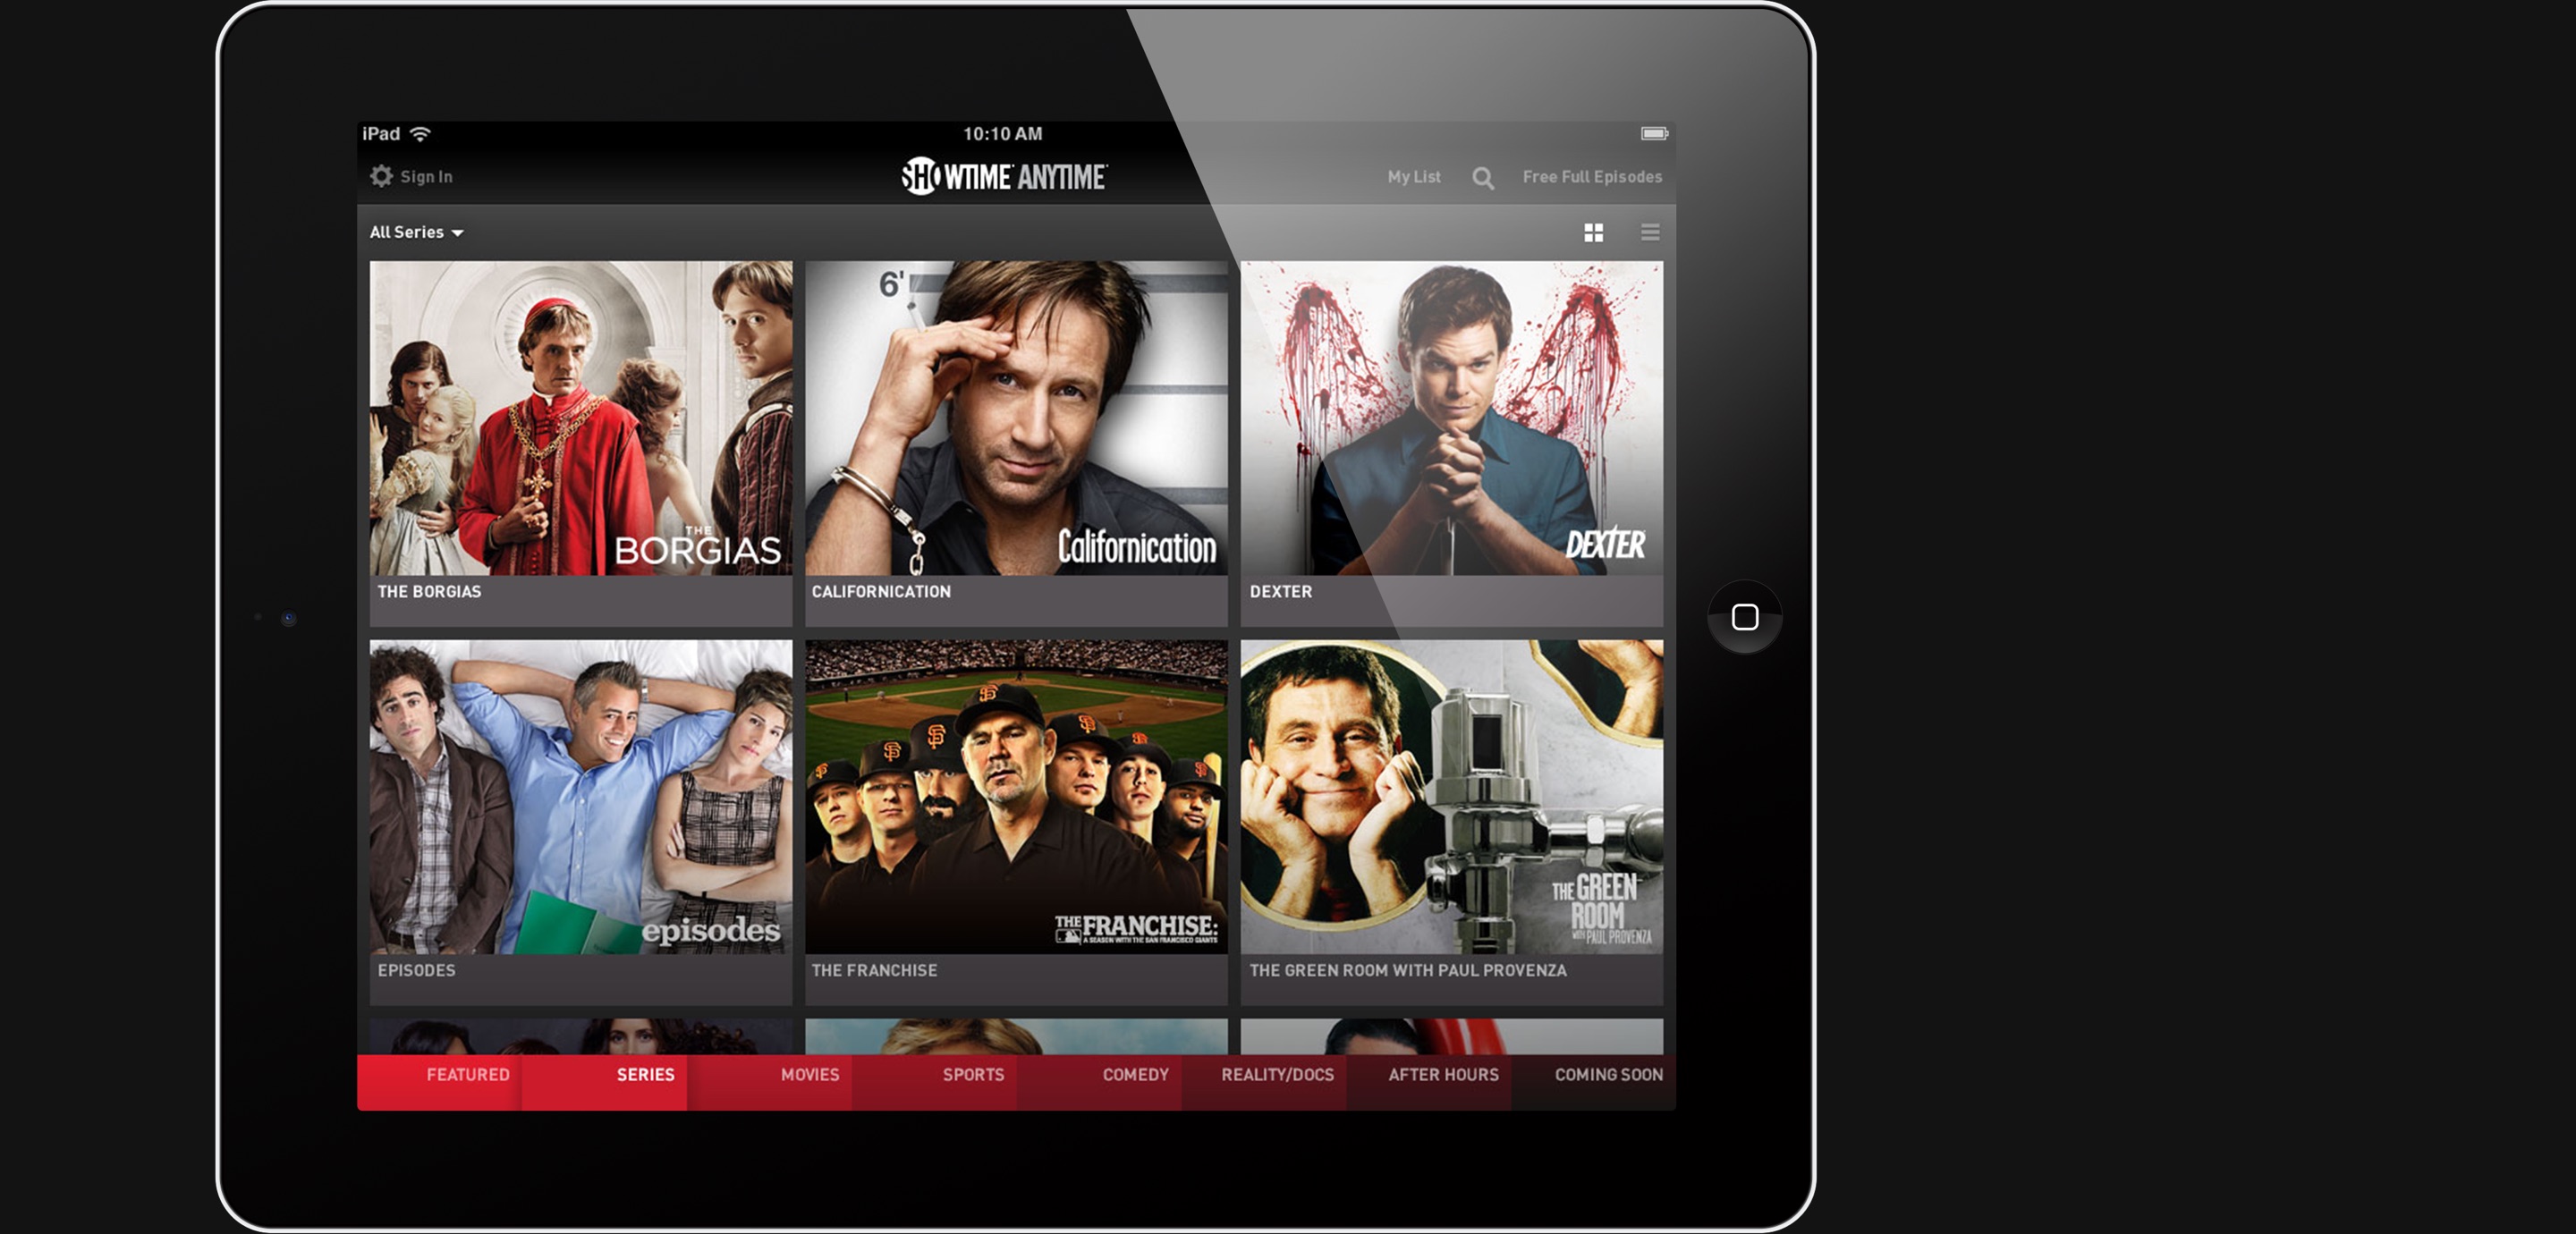 iPad
10:10 AM
Sign In
SHOWTIME ANYTIME
My List
Free Full Episodes
All Series
6'
THE
BORGIAS
Californication
DEXTER
THE BORGIAS
CALIFORNICATION
DEXTER
episodes
THE FRANCHISE:
A SEASON WITH THE SAN FRANCISCO GIANTS
THE GREEN
ROOM
WITH PAUL PROVENZA
EPISODES
THE FRANCHISE
THE GREEN ROOM WITH PAUL PROVENZA
FEATURED
SERIES
MOVIES
SPORTS
COMEDY
REALITY/DOCS
AFTER HOURS
COMING SOON